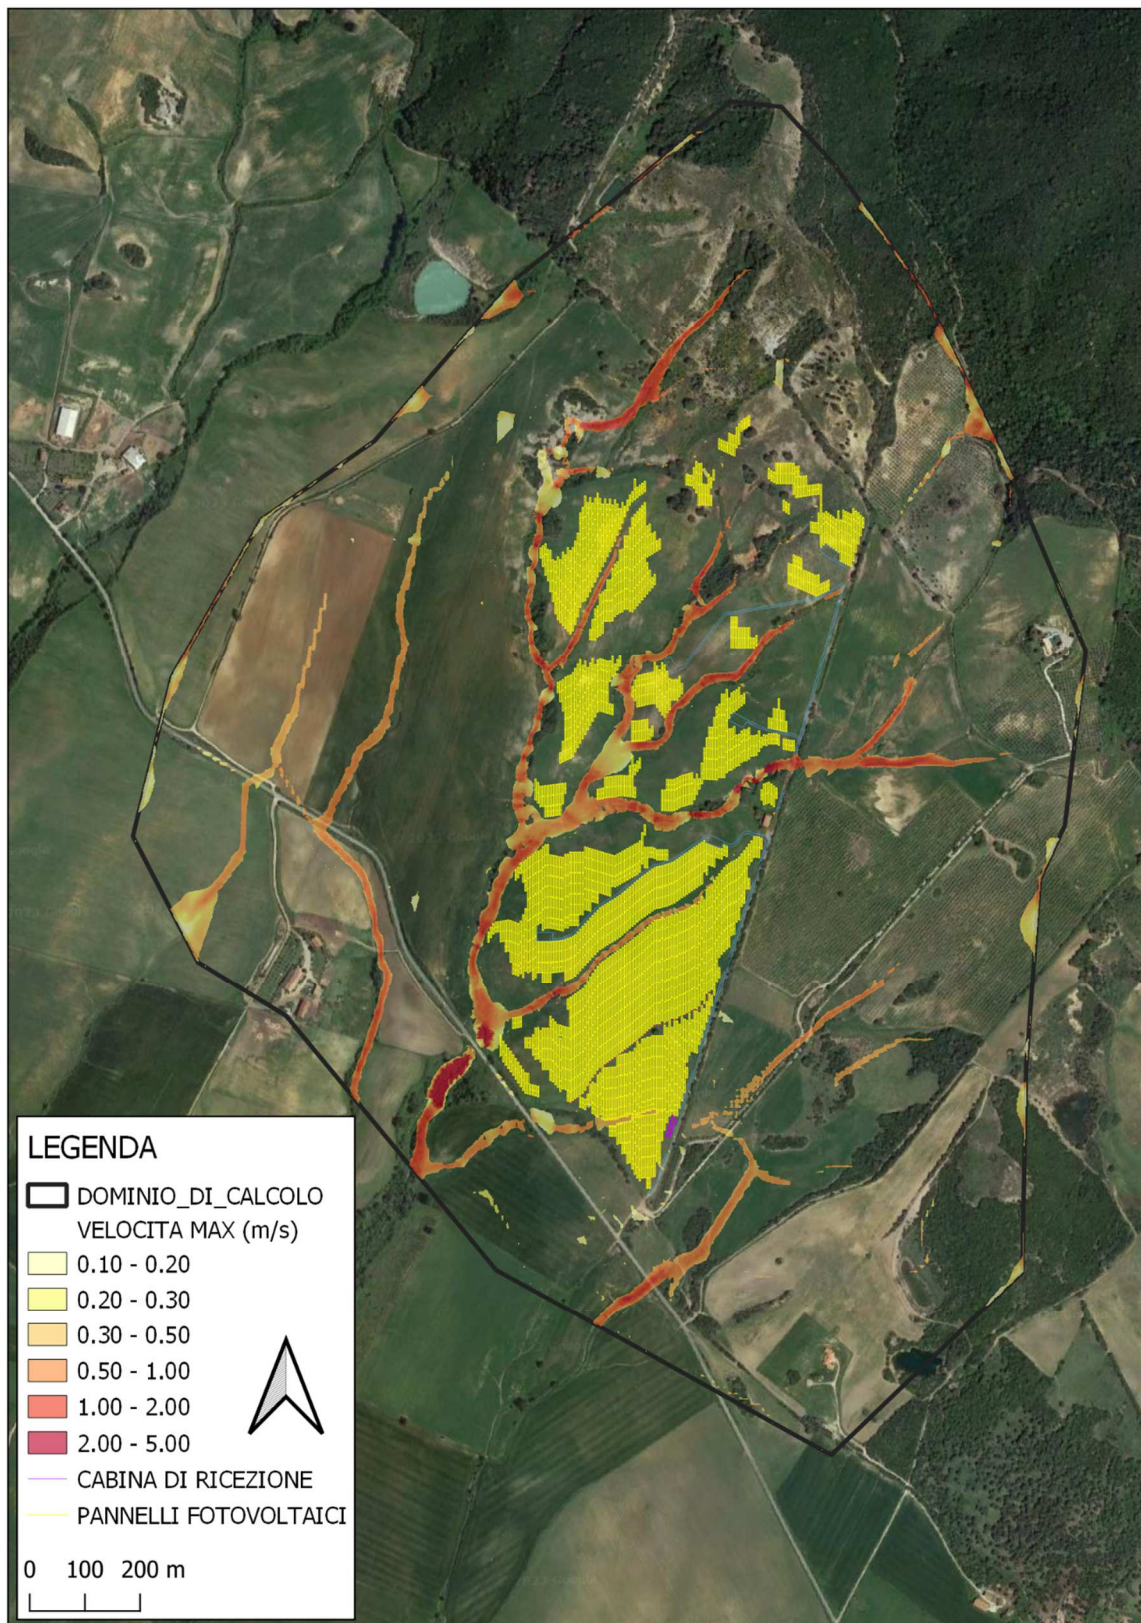 LEGENDA
DOMINIO_DI_CALCOLO
VELOCITA MAX (m/s)
0.10 - 0.20
0.20 - 0.30
0.30 - 0.50
0.50 - 1.00
1.00 - 2.00
2.00 - 5.00
CABINA DI RICEZIONE
PANNELLI FOTOVOLTAICI
0 100 200 m